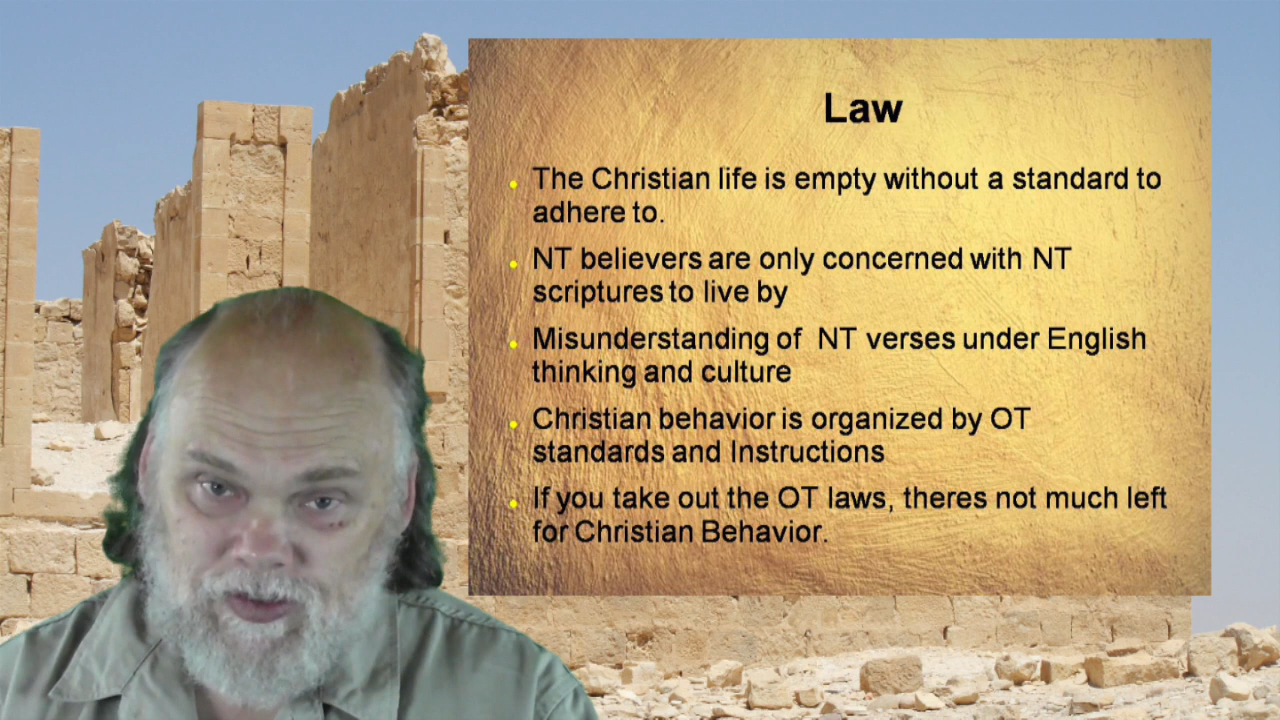 Law
The Christian life is empty without a standard to
adhere to.
NT believers are only concerned with NT
scriptures to live by
Misunderstanding of NT verses under English
thinking and culture
Christian behavior is organized by OT
standards and Instructions
If you take out the OT laws, theres not much left
for Christian Behavior.